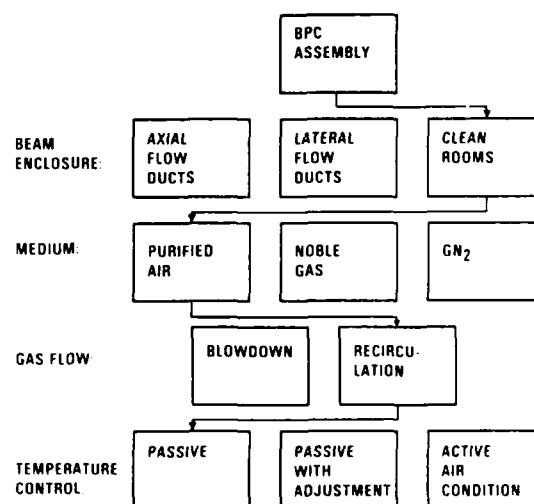 BPC
ASSEMBLY
BEAM
ENCLOSURE:
AXIAL
FLOW
DUCTS
LATERAL
FLOW
DUCTS
CLEAN
ROOMS
MEDIUM:
PURIFIED
AIR
NOBLE
GAS
GN2
GAS FLOW:
BLOWDOWN
RECIRCU-
LATION
TEMPERATURE
CONTROL
PASSIVE
PASSIVE
WITH
ADJUSTMENT
ACTIVE
AIR
CONDITION